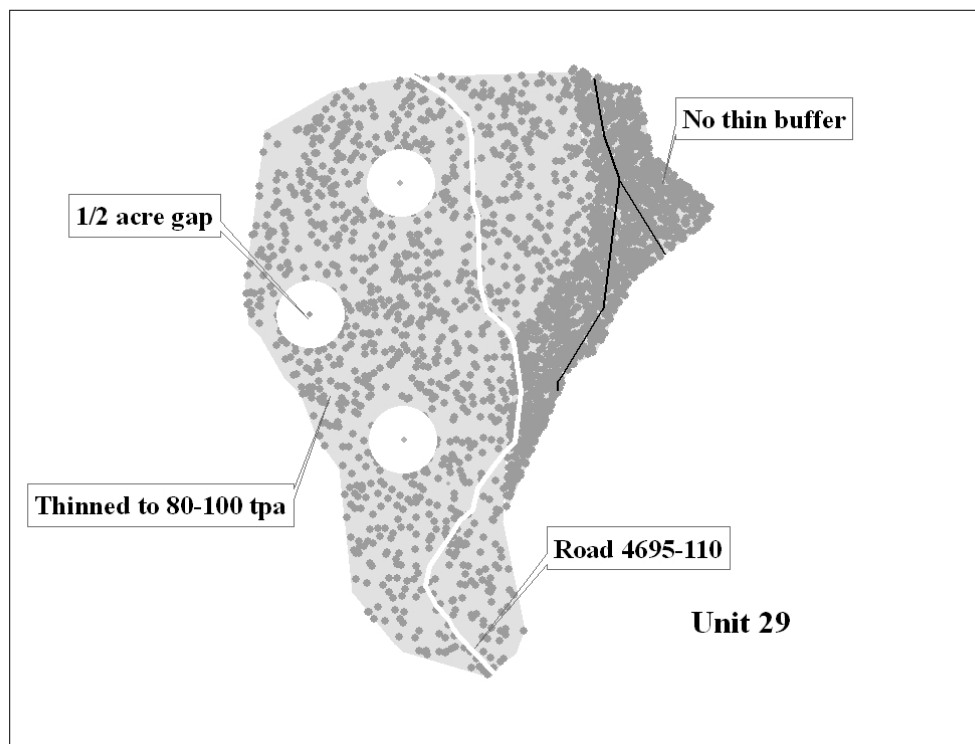 No thin buffer
1/2 acre gap
Thinned to 80-100 tpa
Road 4695-110
Unit 29